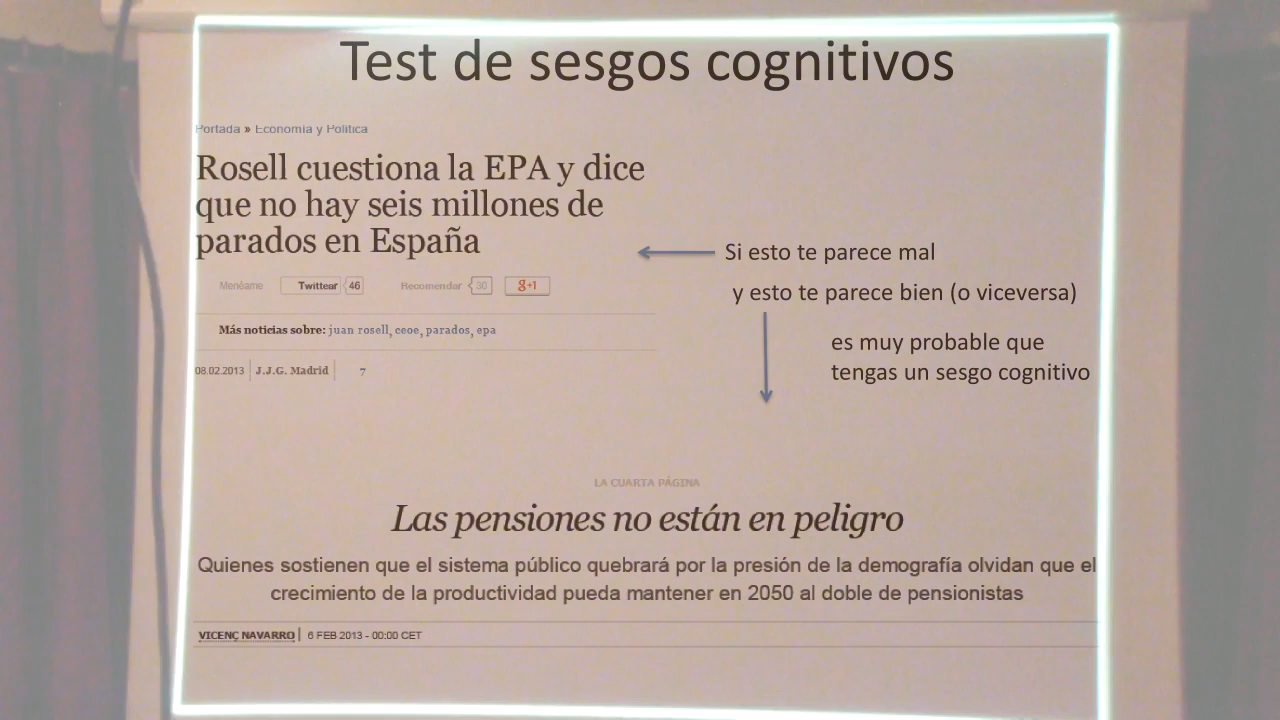 Test de sesgos cognitivos
Portada » Economía y Política
Rosell cuestiona la EPA y dice
que no hay seis millones de
parados en España
Menéame Twittear 46 Recomendar 30 g+1
Más noticias sobre: juan rosell, ceoe, parados, epa
08.02.2013 J.J.G. Madrid 7
Si esto te parece mal
y esto te parece bien (o viceversa)
es muy probable que
tengas un sesgo cognitivo
LA CUARTA PÁGINA
Las pensiones no están en peligro
Quienes sostienen que el sistema público quebrará por la presión de la demografía olvidan que el
crecimiento de la productividad pueda mantener en 2050 al doble de pensionistas
VICENÇ NAVARRO 6 FEB 2013 - 00:00 CET